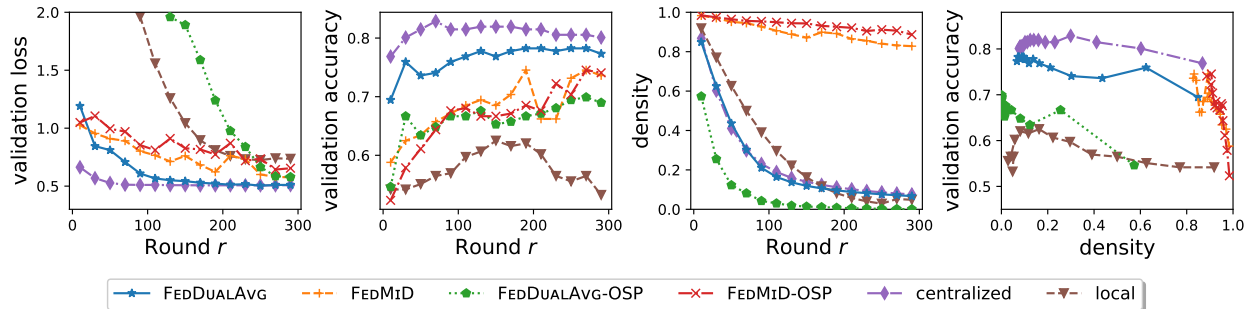 validation loss
2.0
1.5
1.0
0.5
0
100
200
300
Round r
validation accuracy
0.8
0.7
0.6
0
100
200
300
Round r
density
1.0
0.8
0.6
0.4
0.2
0.0
0
100
200
300
Round r
validation accuracy
0.8
0.7
0.6
0.5
0.0
0.2
0.4
0.6
0.8
1.0
density
FEDDUALAVG
FEDMID
FEDDUALAVG-OSP
FEDMID-OSP
centralized
local